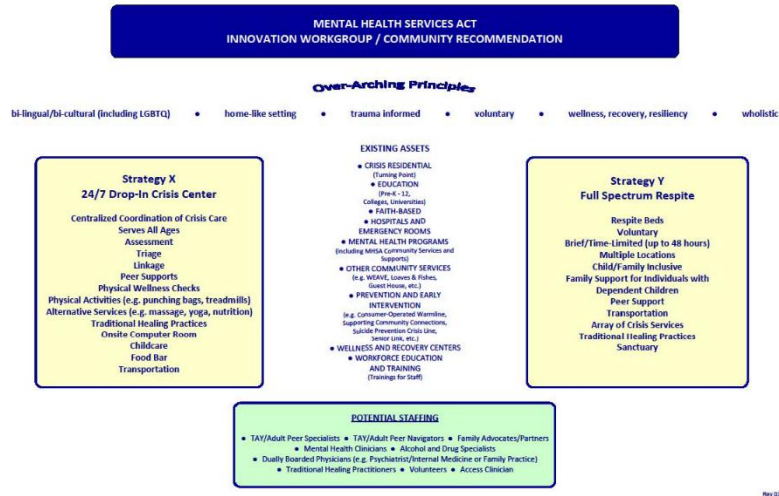 MENTAL HEALTH SERVICES ACT
INNOVATION WORKGROUP / COMMUNITY RECOMMENDATION
Over-Arching Principles
bi-lingual/bi-cultural (including LGBTQ) • home-like setting • trauma informed • voluntary • wellness, recovery, resiliency • wholistic
Strategy X
24/7 Drop-In Crisis Center
Centralized Coordination of Crisis Care
Serves All Ages
Assessment
Triage
Linkage
Peer Supports
Physical Wellness Checks
Physical Activities (e.g. punching bags, treadmills)
Alternative Services (e.g. massage, yoga, nutrition)
Traditional Healing Practices
Onsite Computer Room
Childcare
Food Bar
Transportation
EXISTING ASSETS
• CRISIS RESIDENTIAL
(Turning Point)
• EDUCATION
(Pre-K - 12,
Colleges, Universities)
• FAITH-BASED
• HOSPITALS AND
EMERGENCY ROOMS
• MENTAL HEALTH PROGRAMS
(including MHSA Community Services and
Supports)
• OTHER COMMUNITY SERVICES
(e.g. WEAVE, Loaves & Fishes,
Guest House, etc.)
• PREVENTION AND EARLY
INTERVENTION
(e.g. Consumer-Operated Warmline,
Supporting Community Connections,
Suicide Prevention Crisis Line,
Senior Link, etc.)
• WELLNESS AND RECOVERY CENTERS
• WORKFORCE EDUCATION
AND TRAINING
(Trainings for Staff)
Strategy Y
Full Spectrum Respite
Respite Beds
Voluntary
Brief/Time-Limited (up to 48 hours)
Multiple Locations
Child/Family Inclusive
Family Support for Individuals with
Dependent Children
Peer Support
Transportation
Array of Crisis Services
Traditional Healing Practices
Sanctuary
POTENTIAL STAFFING
• TAY/Adult Peer Specialists • TAY/Adult Peer Navigators • Family Advocates/Partners
• Mental Health Clinicians • Alcohol and Drug Specialists
• Dually Boarded Physicians (e.g. Psychiatrist/Internal Medicine or Family Practice)
• Traditional Healing Practitioners • Volunteers • Access Clinician